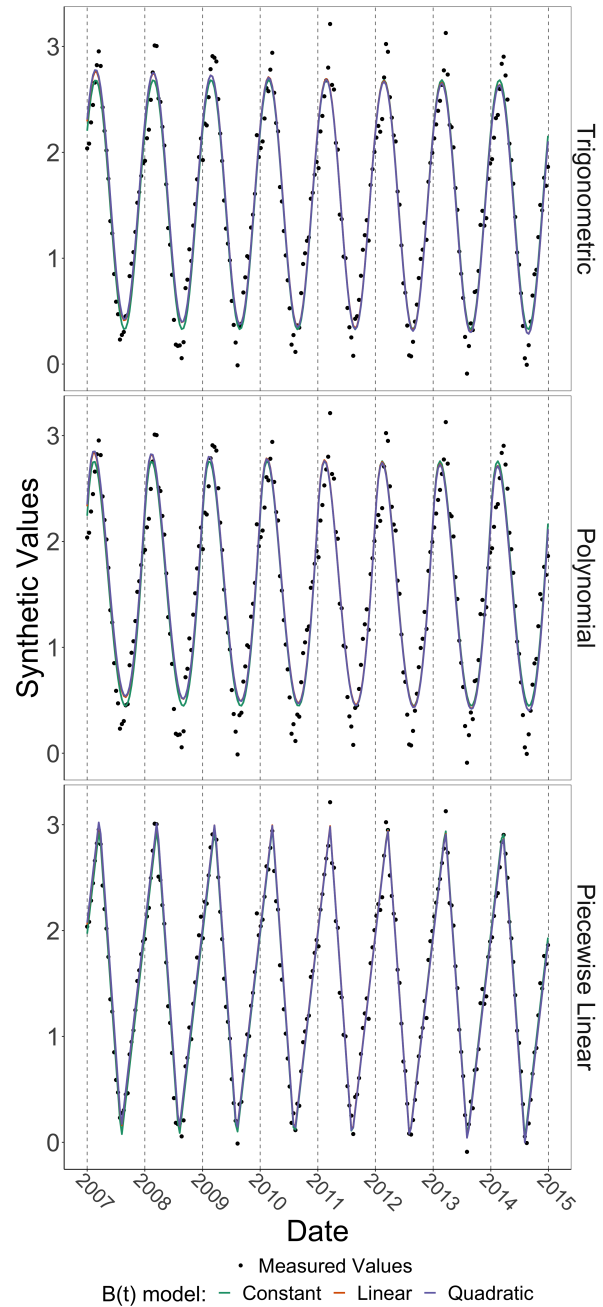 3
2
1
0
Trigonometric
3
2
1
0
Polynomial
Synthetic Values
3
2
1
0
Piecewise Linear
2007 2008 2009 2010 2011 2012 2013 2014 2015
Date
Measured Values
B(t) model: Constant Linear Quadratic